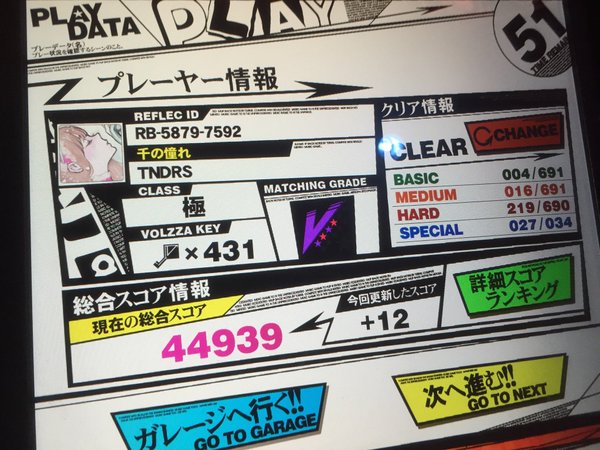 PLAY DATA
PLAY
プレーデータ(名)
プレー状況を確認するシーンのこと。
51
TIME REMAIN
プレーヤー情報
REFLEC ID
RB-5879-7592
千の憧れ
TNDRS
CLASS
極
VOLZZA KEY
×431
MATCHING GRADE
V
クリア情報
CLEAR
CHANGE
BASIC 004/691
MEDIUM 016/691
HARD 219/690
SPECIAL 027/034
総合スコア情報
現在の総合スコア
44939
今回更新したスコア
+12
詳細スコア
ランキング
ガレージへ行く!!
GO TO GARAGE
次へ進む!!
GO TO NEXT